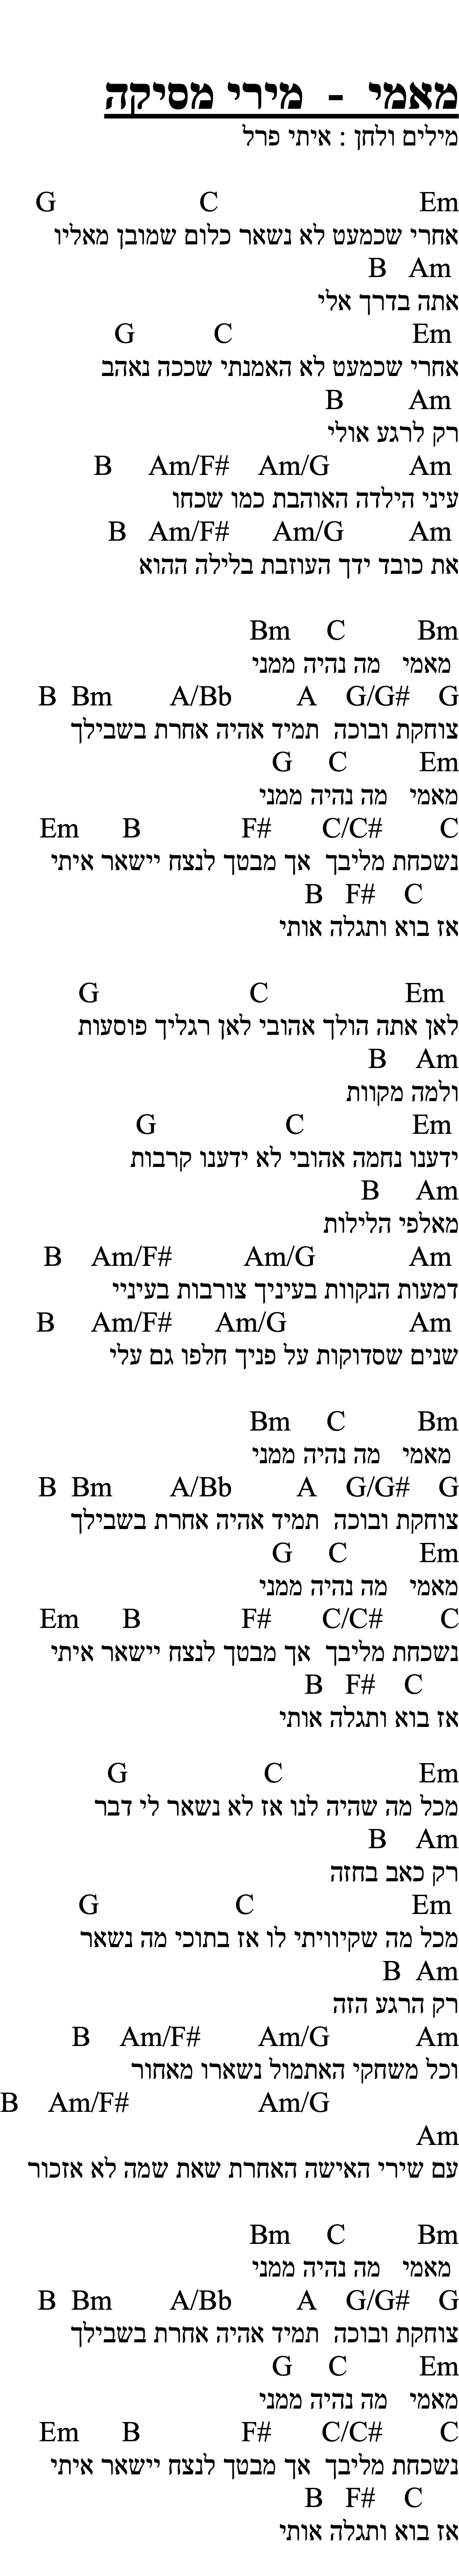 מאמי  -  מירי מסיקה
מילים ולחן : איתי פרל
G C Em
אחרי שכמעט לא נשאר כלום שמובן מאליו
B Am
אתה בדרך אלי
G C Em
אחרי שכמעט לא האמנתי שככה נאהב
B Am
רק לרגע אולי
B Am/F# Am/G Am
עיני הילדה האוהבת כמו שכחו
B Am/F# Am/G Am
את כובד ידך העוזבת בלילה ההוא
Bm C Bm
מאמי   מה נהיה ממני
B Bm A/Bb A G/G# G
צוחקת ובוכה  תמיד אהיה אחרת בשבילך
G C Em
מאמי   מה נהיה ממני
Em B F# C/C# C
נשכחת מליבך  אך מבטך לנצח יישאר איתי
B F# C
אז בוא ותגלה אותי
G C Em
לאן אתה הולך אהובי לאן רגליך פוסעות
B Am
ולמה מקוות
G C Em
ידענו נחמה אהובי לא ידענו קרבות
B Am
מאלפי הלילות
B Am/F# Am/G Am
דמעות הנקוות בעיניך צורבות בעיניי
B Am/F# Am/G Am
שנים שסדוקות על פניך חלפו גם עלי
Bm C Bm
מאמי   מה נהיה ממני
B Bm A/Bb A G/G# G
צוחקת ובוכה  תמיד אהיה אחרת בשבילך
G C Em
מאמי   מה נהיה ממני
Em B F# C/C# C
נשכחת מליבך  אך מבטך לנצח יישאר איתי
B F# C
אז בוא ותגלה אותי
G C Em
מכל מה שהיה לנו אז לא נשאר לי דבר
B Am
רק כאב בחזה
G C Em
מכל מה שקיוויתי לו אז בתוכי מה נשאר
B Am
רק הרגע הזה
B Am/F# Am/G Am
וכל משחקי האתמול נשארו מאחור
B Am/F# Am/G
Am
עם שירי האישה האחרת שאת שמה לא אזכור
Bm C Bm
מאמי   מה נהיה ממני
B Bm A/Bb A G/G# G
צוחקת ובוכה  תמיד אהיה אחרת בשבילך
G C Em
מאמי   מה נהיה ממני
Em B F# C/C# C
נשכחת מליבך  אך מבטך לנצח יישאר איתי
B F# C
אז בוא ותגלה אותי